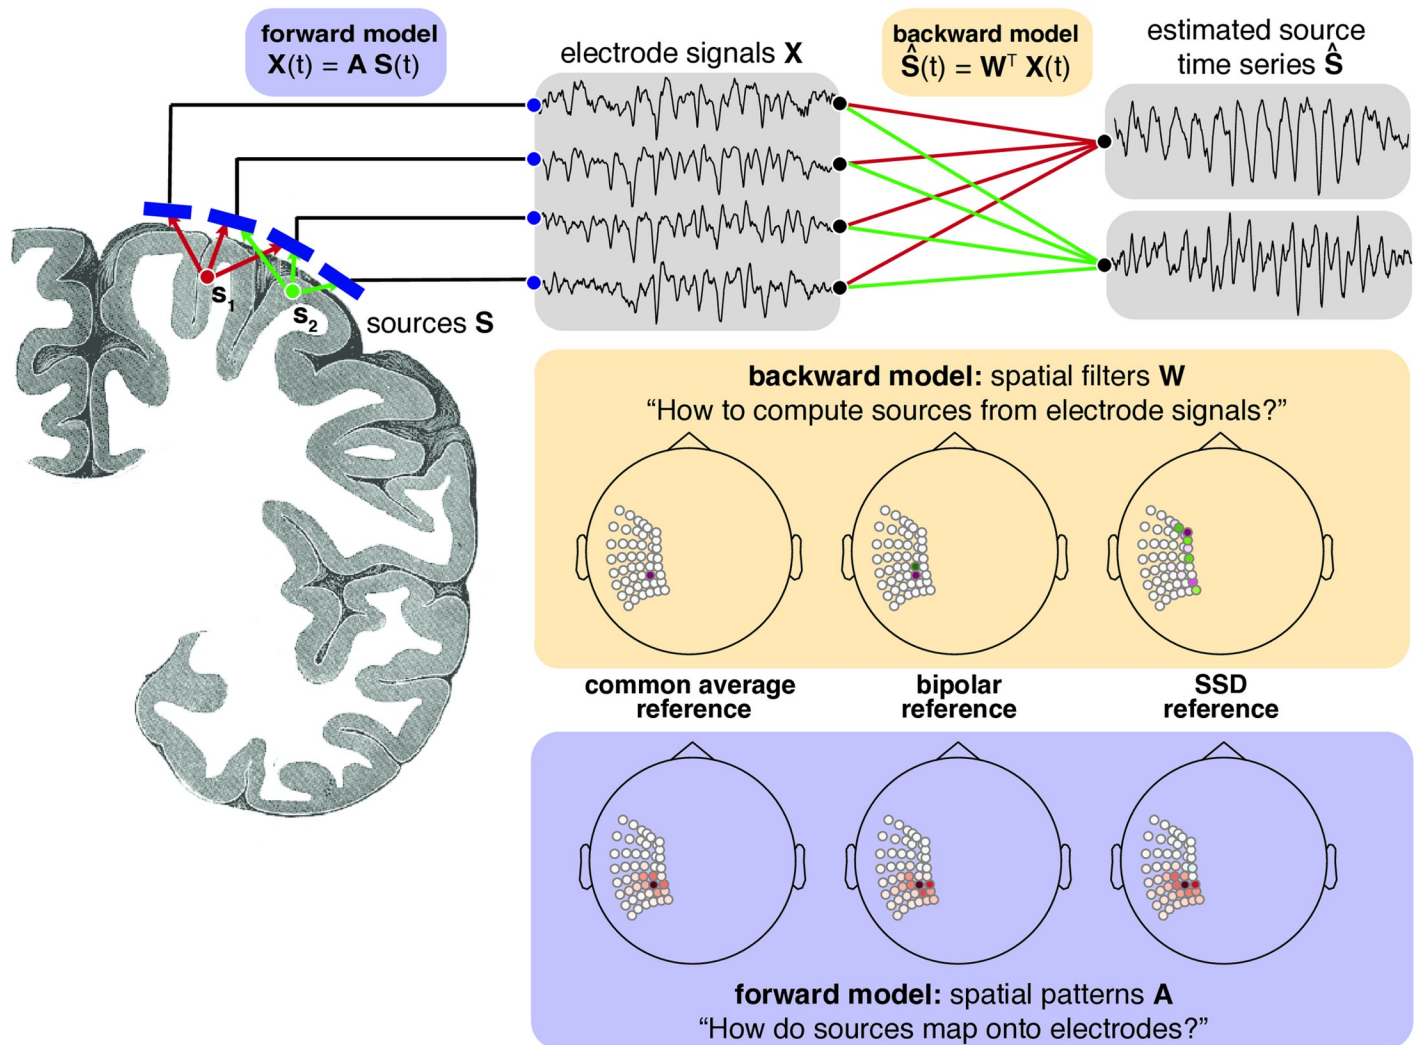 forward model
X(t) = A S(t)
electrode signals X
backward model
Ŝ(t) = Wᵀ X(t)
estimated source
time series Ŝ
s₁
s₂
sources S
backward model: spatial filters W
“How to compute sources from electrode signals?”
common average
reference
bipolar
reference
SSD
reference
forward model: spatial patterns A
“How do sources map onto electrodes?”